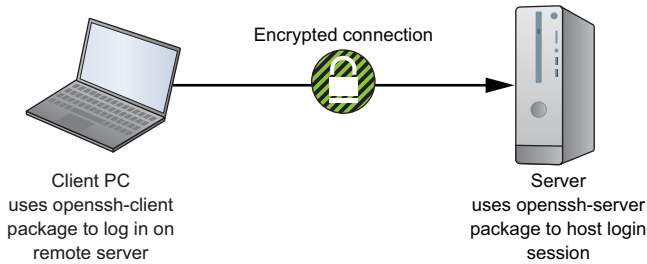 Encrypted connection
Client PC
uses openssh-client
package to log in on
remote server
Server
uses openssh-server
package to host login
session